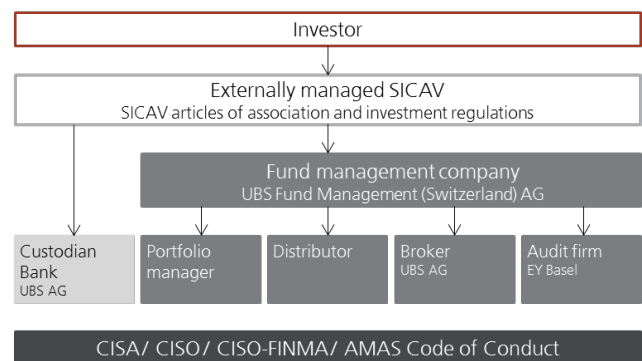 Investor
Externally managed SICAV
SICAV articles of association and investment regulations
Fund management company
UBS Fund Management (Switzerland) AG
Custodian
Bank
UBS AG
Portfolio
manager
Distributor
Broker
UBS AG
Audit firm
EY Basel
CISA/ CISO/ CISO-FINMA/ AMAS Code of Conduct